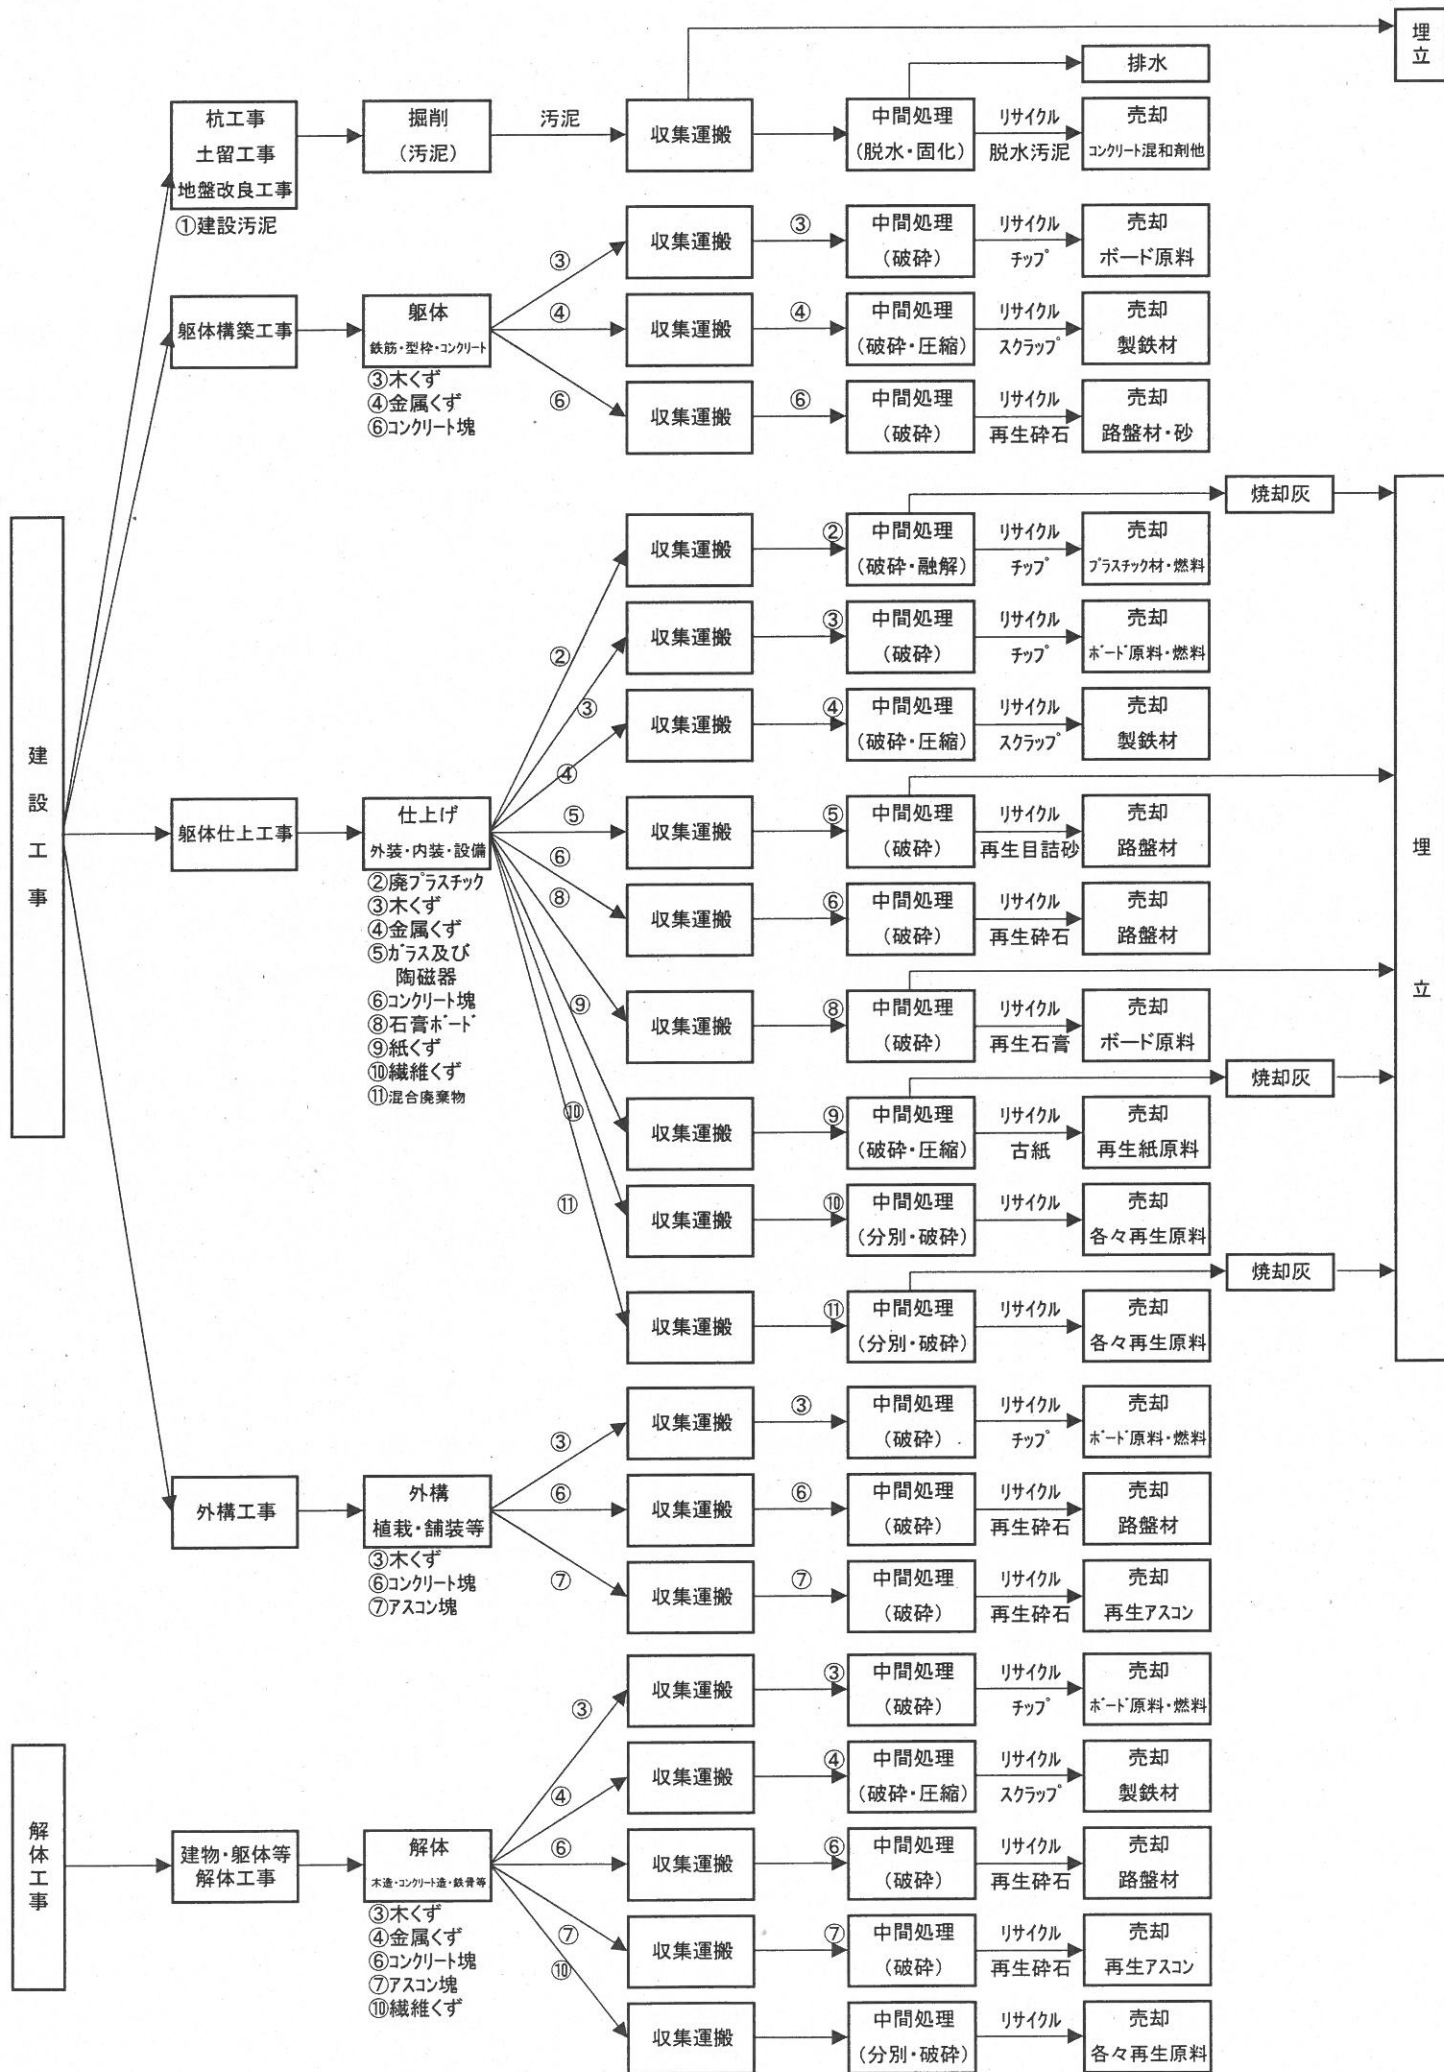 埋
立
排水
杭工事
土留工事
地盤改良工事
①建設汚泥
掘削
(汚泥)
汚泥
収集運搬
中間処理
(脱水・固化)
リサイクル
脱水汚泥
売却
コンクリート混和剤他
躯体構築工事
躯体
鉄筋・型枠・コンクリート
③木くず
④金属くず
⑥コンクリート塊
③
収集運搬
③
中間処理
(破砕)
リサイクル
チップ
売却
ボード原料
④
収集運搬
④
中間処理
(破砕・圧縮)
リサイクル
スクラップ
売却
製鉄材
⑥
収集運搬
⑥
中間処理
(破砕)
リサイクル
再生砕石
売却
路盤材・砂
建
設
工
事
躯体仕上工事
仕上げ
外装・内装・設備
②廃プラスチック
③木くず
④金属くず
⑤ガラス及び
陶磁器
⑥コンクリート塊
⑧石膏ボード
⑨紙くず
⑩繊維くず
⑪混合廃棄物
②
収集運搬
②
中間処理
(破砕・融解)
リサイクル
チップ
売却
プラスチック材・燃料
焼却灰
③
収集運搬
③
中間処理
(破砕)
リサイクル
チップ
売却
ボード原料・燃料
④
収集運搬
④
中間処理
(破砕・圧縮)
リサイクル
スクラップ
売却
製鉄材
⑤
収集運搬
⑤
中間処理
(破砕)
リサイクル
再生目詰砂
売却
路盤材
⑥
収集運搬
⑥
中間処理
(破砕)
リサイクル
再生砕石
売却
路盤材
⑧
収集運搬
⑧
中間処理
(破砕)
リサイクル
再生石膏
売却
ボード原料
⑨
収集運搬
⑨
中間処理
(破砕・圧縮)
リサイクル
古紙
売却
再生紙原料
焼却灰
⑩
収集運搬
⑩
中間処理
(分別・破砕)
リサイクル
売却
各々再生原料
⑪
収集運搬
⑪
中間処理
(分別・破砕)
リサイクル
売却
各々再生原料
焼却灰
埋
立
外構工事
外構
植栽・舗装等
③木くず
⑥コンクリート塊
⑦アスコン塊
③
収集運搬
③
中間処理
(破砕)
リサイクル
チップ
売却
ボード原料・燃料
⑥
収集運搬
⑥
中間処理
(破砕)
リサイクル
再生砕石
売却
路盤材
⑦
収集運搬
⑦
中間処理
(破砕)
リサイクル
再生砕石
売却
再生アスコン
解
体
工
事
建物・躯体等
解体工事
解体
木造・コンクリート造・鉄骨等
③木くず
④金属くず
⑥コンクリート塊
⑦アスコン塊
⑩繊維くず
③
収集運搬
③
中間処理
(破砕)
リサイクル
チップ
売却
ボード原料・燃料
④
収集運搬
④
中間処理
(破砕・圧縮)
リサイクル
スクラップ
売却
製鉄材
⑥
収集運搬
⑥
中間処理
(破砕)
リサイクル
再生砕石
売却
路盤材
⑦
収集運搬
⑦
中間処理
(破砕)
リサイクル
再生砕石
売却
再生アスコン
⑩
収集運搬
中間処理
(分別・破砕)
リサイクル
売却
各々再生原料